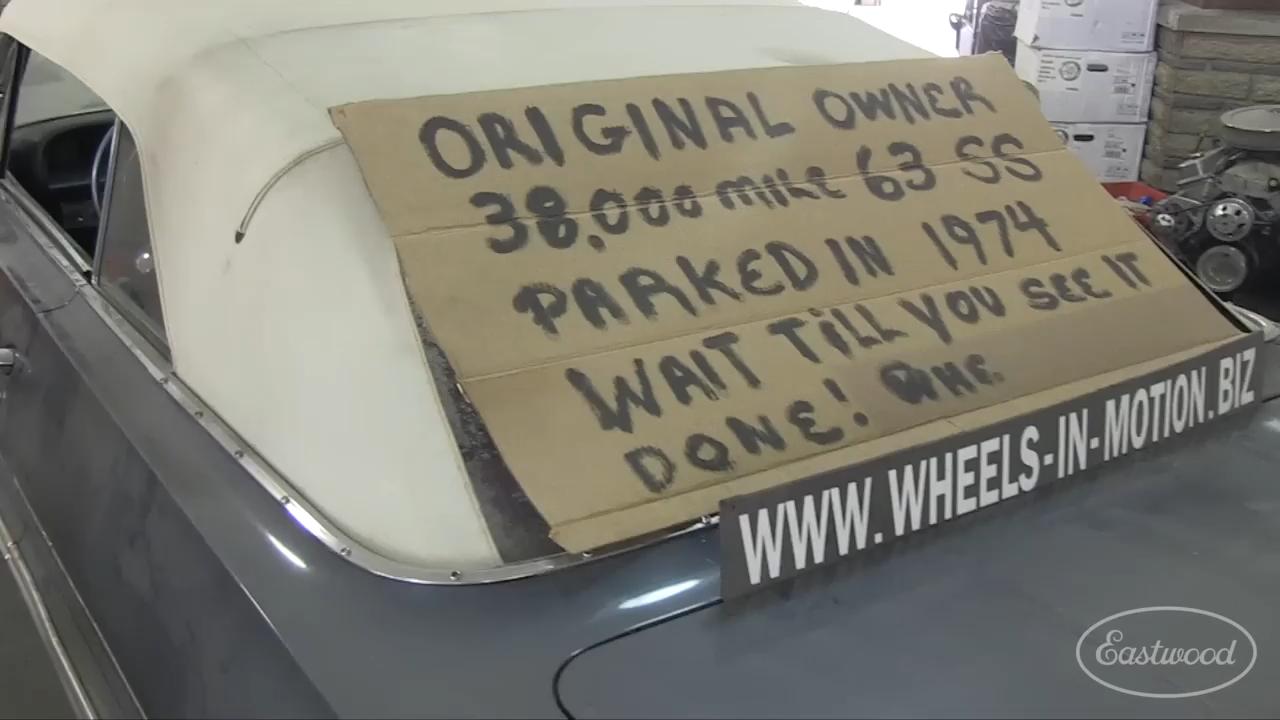 ORIGINAL OWNER
38,000 MILE 63 SS
PARKED IN 1974
WAIT TiLL YOU SEE IT
DONE!
WWW.WHEELS-IN-MOTION.BIZ
Eastwood